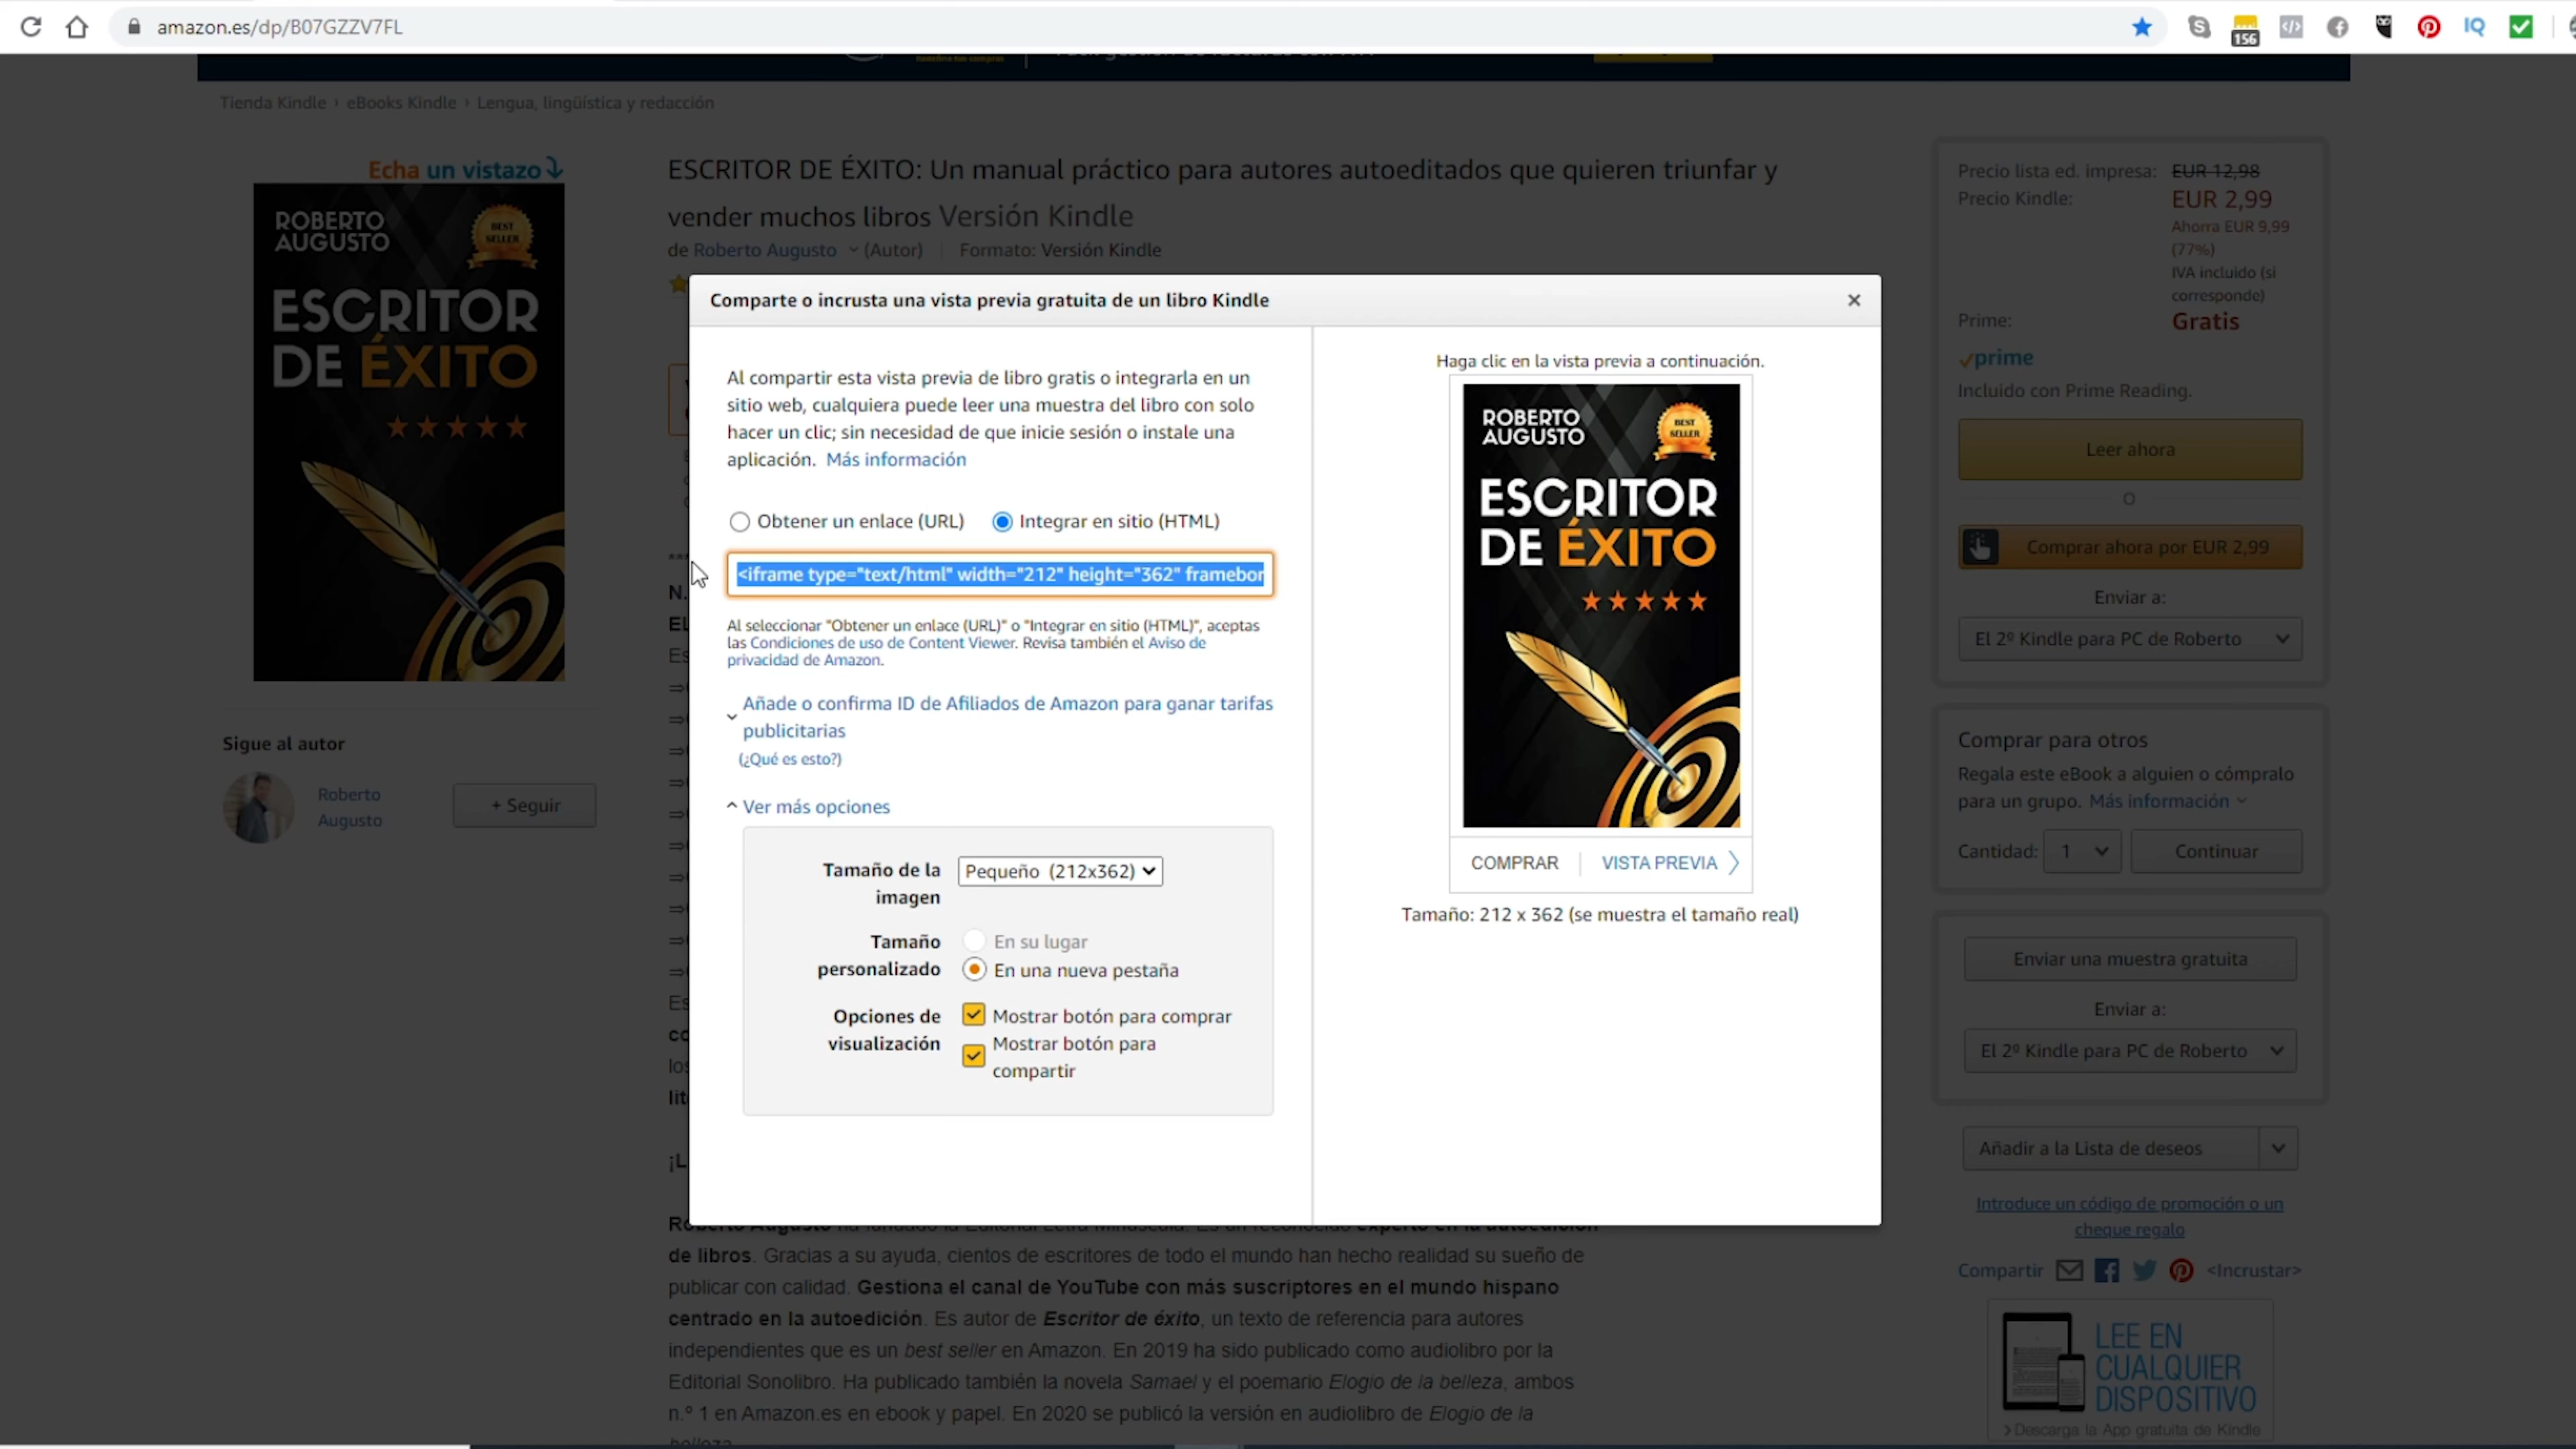 amazon.es/dp/B07GZZV7FL
156
IQ
Tienda Kindle › eBooks Kindle › Lengua, lingüística y redacción
Echa un vistazo
ROBERTO
AUGUSTO
BEST
SELLER
ESCRITOR
DE ÉXITO
Sigue al autor
Roberto
Augusto
+ Seguir
ESCRITOR DE ÉXITO: Un manual práctico para autores autoeditados que quieren triunfar y
vender muchos libros Versión Kindle
de Roberto Augusto (Autor) | Formato: Versión Kindle
Comparte o incrusta una vista previa gratuita de un libro Kindle
Al compartir esta vista previa de libro gratis o integrarla en un
sitio web, cualquiera puede leer una muestra del libro con solo
hacer un clic; sin necesidad de que inicie sesión o instale una
aplicación. Más información
Obtener un enlace (URL) Integrar en sitio (HTML)
<iframe type="text/html" width="212" height="362" framebor
Al seleccionar "Obtener un enlace (URL)" o "Integrar en sitio (HTML)", aceptas
las Condiciones de uso de Content Viewer. Revisa también el Aviso de
privacidad de Amazon.
Añade o confirma ID de Afiliados de Amazon para ganar tarifas
publicitarias
(¿Qué es esto?)
Ver más opciones
Tamaño de la
imagen
Pequeño (212x362)
Tamaño
personalizado
En su lugar
En una nueva pestaña
Opciones de
visualización
Mostrar botón para comprar
Mostrar botón para
compartir
Haga clic en la vista previa a continuación.
ROBERTO
AUGUSTO
BEST
SELLER
ESCRITOR
DE ÉXITO
COMPRAR | VISTA PREVIA
Tamaño: 212 x 362 (se muestra el tamaño real)
de libros. Gracias a su ayuda, cientos de escritores de todo el mundo han hecho realidad su sueño de
publicar con calidad. Gestiona el canal de YouTube con más suscriptores en el mundo hispano
centrado en la autoedición. Es autor de Escritor de éxito, un texto de referencia para autores
independientes que es un best seller en Amazon. En 2019 ha sido publicado como audiolibro por la
Editorial Sonolibro. Ha publicado también la novela Samael y el poemario Elogio de la belleza, ambos
n.º 1 en Amazon.es en ebook y papel. En 2020 se publicó la versión en audiolibro de Elogio de la
Precio lista ed. impresa: EUR 12,98
Precio Kindle: EUR 2,99
Ahorra EUR 9,99
(77%)
IVA incluido (si
corresponde)
Prime: Gratis
prime
Incluido con Prime Reading.
Leer ahora
O
Comprar ahora por EUR 2,99
Enviar a:
El 2º Kindle para PC de Roberto
Comprar para otros
Regala este eBook a alguien o cómpralo
para un grupo. Más información
Cantidad: 1 Continuar
Enviar una muestra gratuita
Enviar a:
El 2º Kindle para PC de Roberto
Añadir a la Lista de deseos
Introduce un código de promoción o un
cheque regalo
Compartir <Incrustar>
LEE EN
CUALQUIER
DISPOSITIVO
Descarga la App gratuita de Kindle